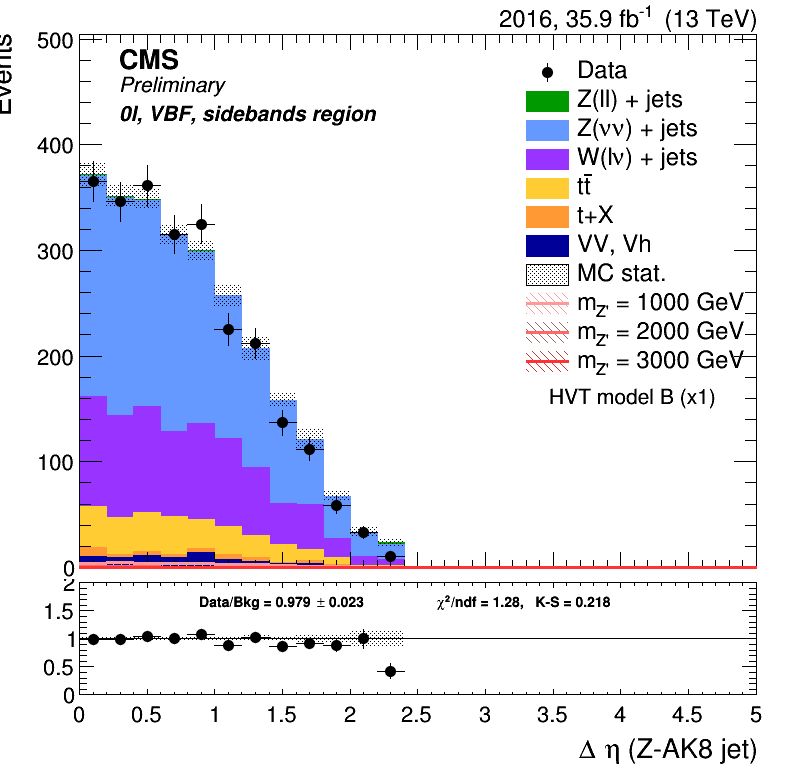 2016, 35.9 fb⁻¹ (13 TeV)
Events
500
400
300
200
100
0
CMS
Preliminary
0l, VBF, sidebands region
Data
Z(ll) + jets
Z(νν) + jets
W(lν) + jets
tt̄
t+X
VV, Vh
MC stat.
m_Z' = 1000 GeV
m_Z' = 2000 GeV
m_Z' = 3000 GeV
HVT model B (x1)
2
1.5
1
0.5
0
Data/Bkg = 0.979 ± 0.023
χ²/ndf = 1.28, K-S = 0.218
0 0.5 1 1.5 2 2.5 3 3.5 4 4.5 5
Δ η (Z-AK8 jet)